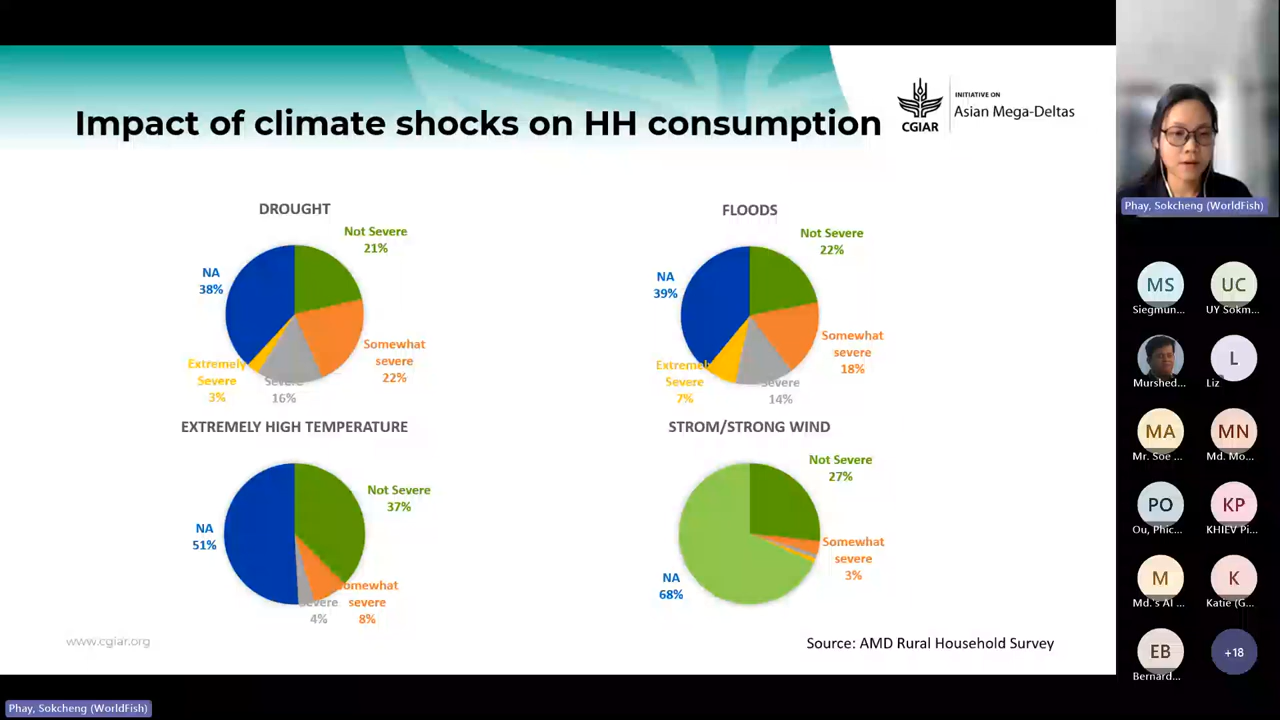 Impact of climate shocks on HH consumption
CGIAR
INITIATIVE ON
Asian Mega-Deltas
DROUGHT
Not Severe
21%
NA
38%
Somewhat
severe
22%
Extremely
Severe
3%
Severe
16%
FLOODS
Not Severe
22%
NA
39%
Somewhat
severe
18%
Extremely
Severe
7%
Severe
14%
EXTREMELY HIGH TEMPERATURE
Not Severe
37%
NA
51%
Somewhat
severe
8%
Severe
4%
STROM/STRONG WIND
Not Severe
27%
Somewhat
severe
3%
NA
68%
www.cgiar.org
Source: AMD Rural Household Survey
Phay, Sokcheng (WorldFish)
Phay, Sokcheng (WorldFish)
MS
UC
Siegmun...
UY Sokm...
L
Murshed...
Liz
MA
MN
Mr. Soe ...
Md. Mo...
PO
KP
Ou, Phic...
KHIEV Pi...
M
K
Md.'s AI ...
Katie (G...
EB
+18
Bernard...